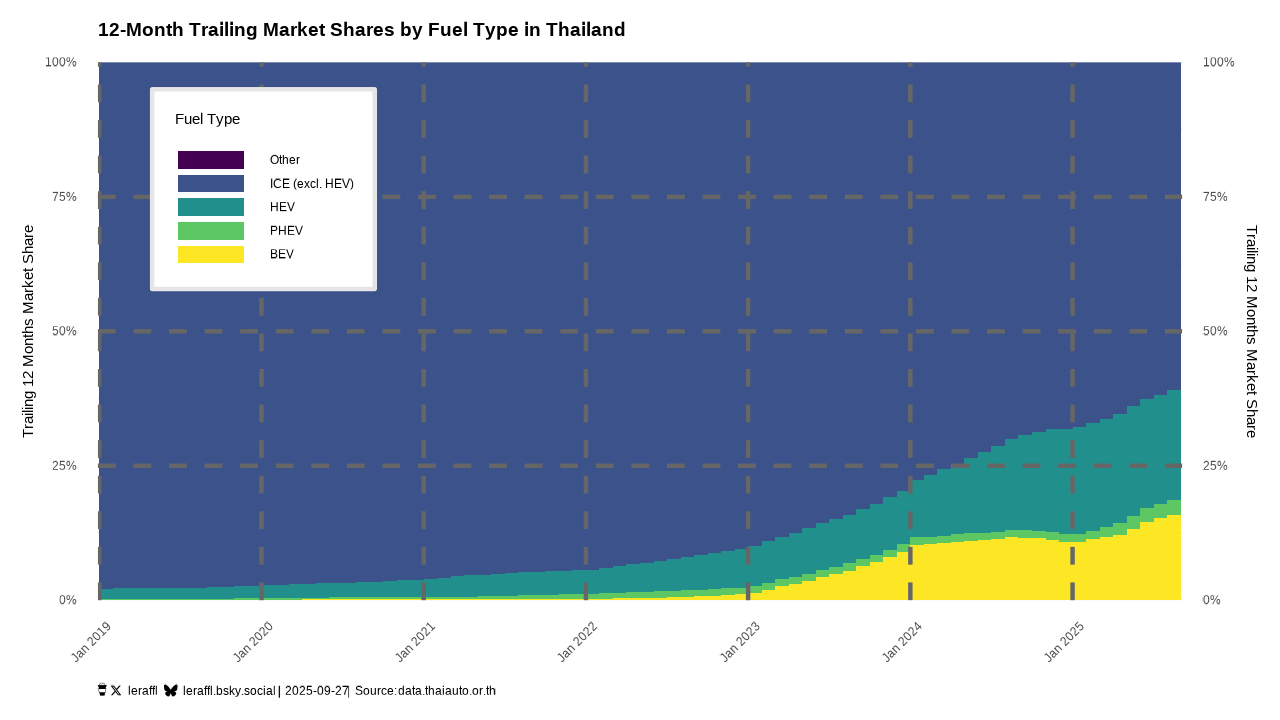 12-Month Trailing Market Shares by Fuel Type in Thailand
100%
100%
Fuel Type
Other
ICE (excl. HEV)
HEV
PHEV
BEV
75%
75%
Trailing 12 Months Market Share
Trailing 12 Months Market Share
50%
50%
25%
25%
0%
0%
Jan 2019
Jan 2020
Jan 2021
Jan 2022
Jan 2023
Jan 2024
Jan 2025
leraffl leraffl.bsky.social | 2025-09-27| Source:data.thaiauto.or.th